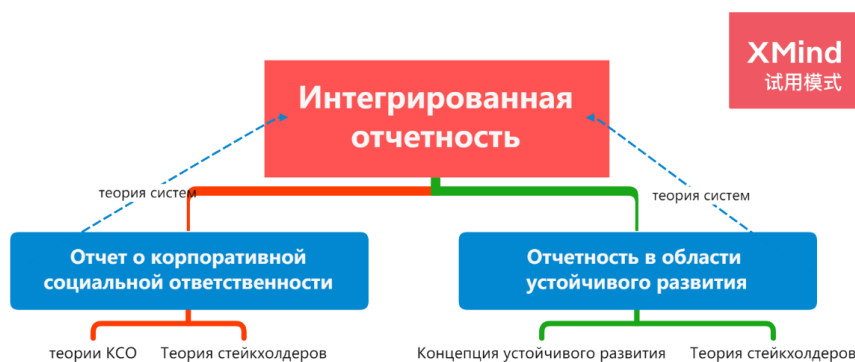 XMind
试用模式
Интегрированная
отчетность
теория систем
теория систем
Отчет о корпоративной
социальной ответственности
Отчетность в области
устойчивого развития
теории КСО
Теория стейкхолдеров
Концепция устойчивого развития
Теория стейкхолдеров